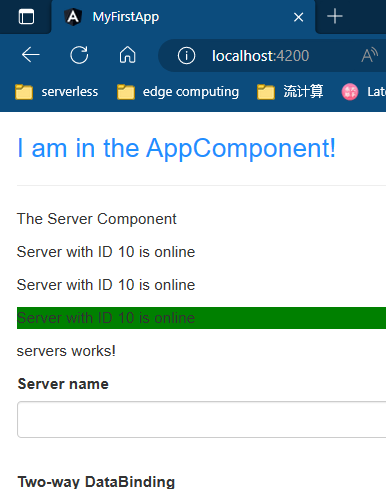 MyFirstApp
localhost:4200
serverless edge computing 流计算 Late
I am in the AppComponent!
The Server Component
Server with ID 10 is online
Server with ID 10 is online
Server with ID 10 is online
servers works!
Server name
Two-way DataBinding